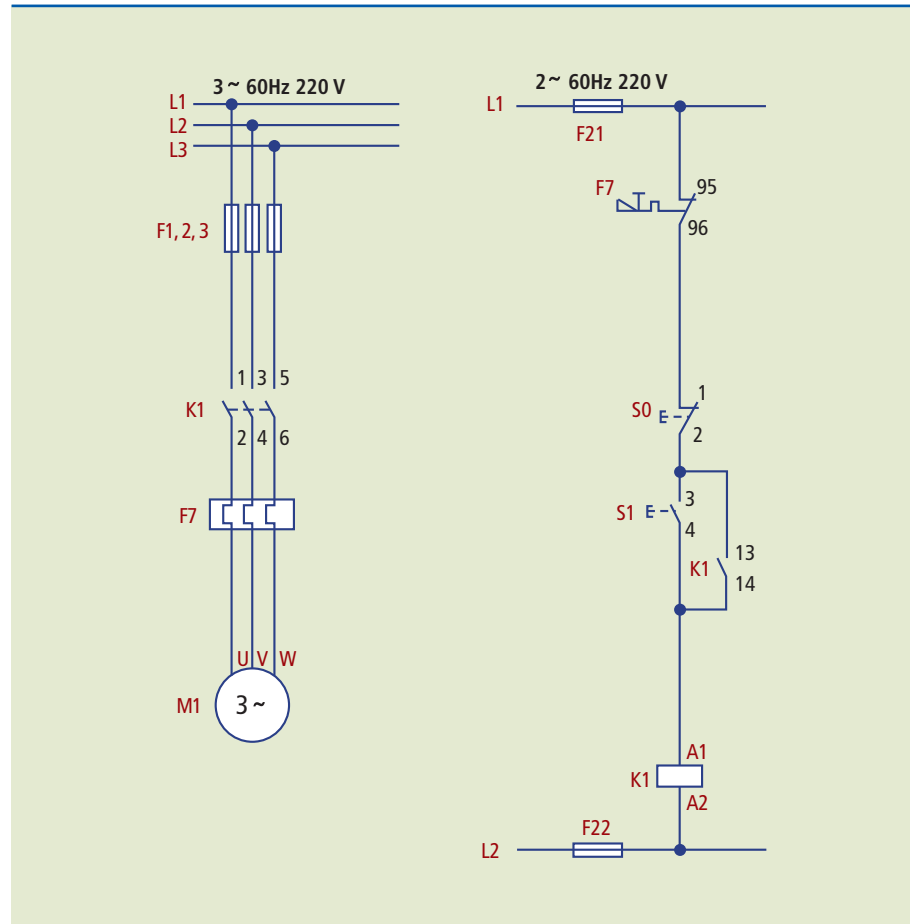 3 ~ 60Hz 220 V
L1
L2
L3
F1, 2, 3
1 3 5
K1
2 4 6
F7
U V W
M1
3 ~
2 ~ 60Hz 220 V
L1
F21
F7
95
96
1
S0
2
3
S1
4
13
K1
14
A1
K1
A2
F22
L2